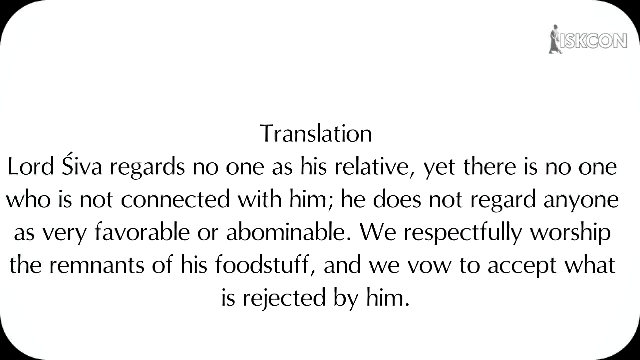 ISKCON
Translation
Lord Śiva regards no one as his relative, yet there is no one
who is not connected with him; he does not regard anyone
as very favorable or abominable. We respectfully worship
the remnants of his foodstuff, and we vow to accept what
is rejected by him.